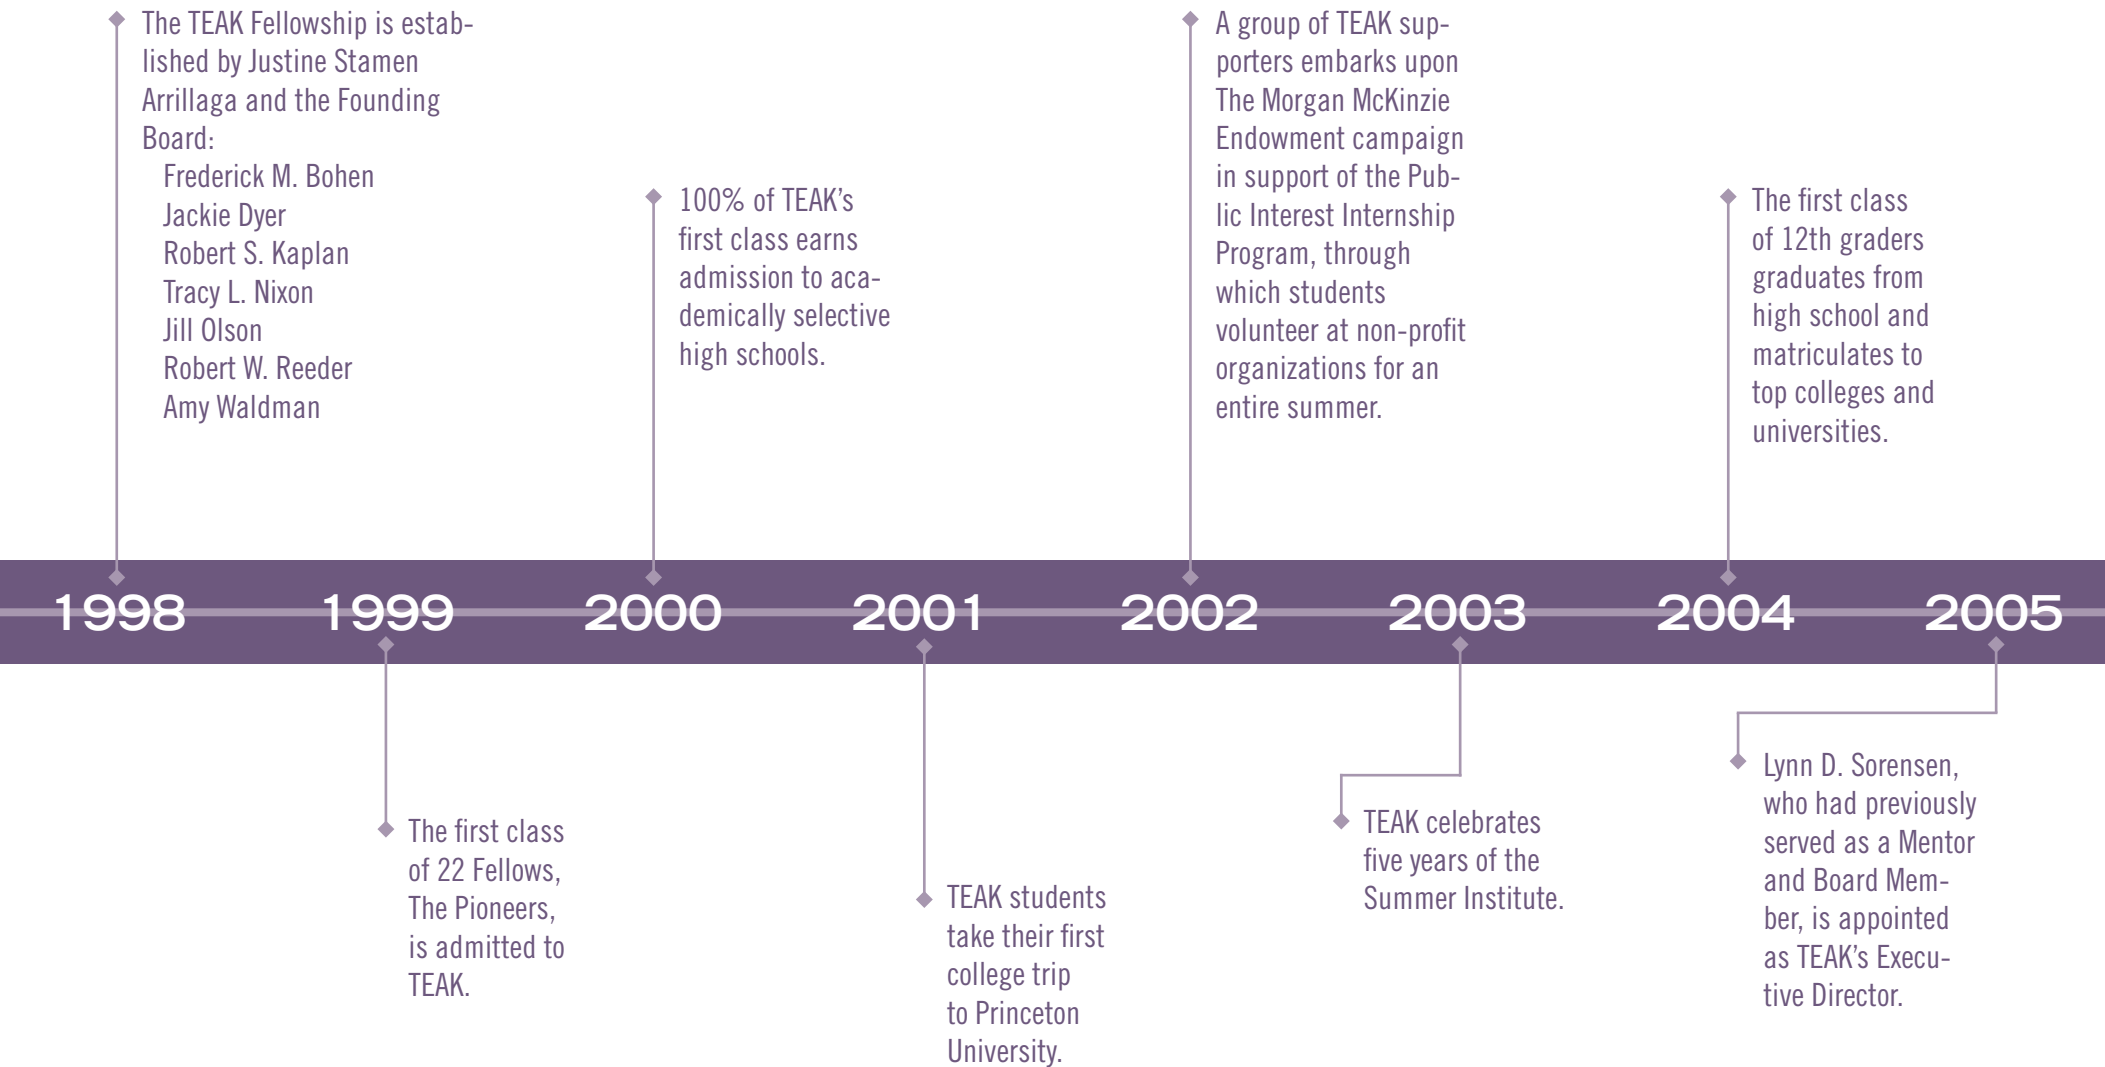 The TEAK Fellowship is estab-
lished by Justine Stamen
Arrillaga and the Founding
Board:
Frederick M. Bohen
Jackie Dyer
Robert S. Kaplan
Tracy L. Nixon
Jill Olson
Robert W. Reeder
Amy Waldman
100% of TEAK’s
first class earns
admission to aca-
demically selective
high schools.
A group of TEAK sup-
porters embarks upon
The Morgan McKinzie
Endowment campaign
in support of the Pub-
lic Interest Internship
Program, through
which students
volunteer at non-profit
organizations for an
entire summer.
The first class
of 12th graders
graduates from
high school and
matriculates to
top colleges and
universities.
1998 1999 2000 2001 2002 2003 2004 2005
The first class
of 22 Fellows,
The Pioneers,
is admitted to
TEAK.
TEAK students
take their first
college trip
to Princeton
University.
TEAK celebrates
five years of the
Summer Institute.
Lynn D. Sorensen,
who had previously
served as a Mentor
and Board Mem-
ber, is appointed
as TEAK’s Execu-
tive Director.